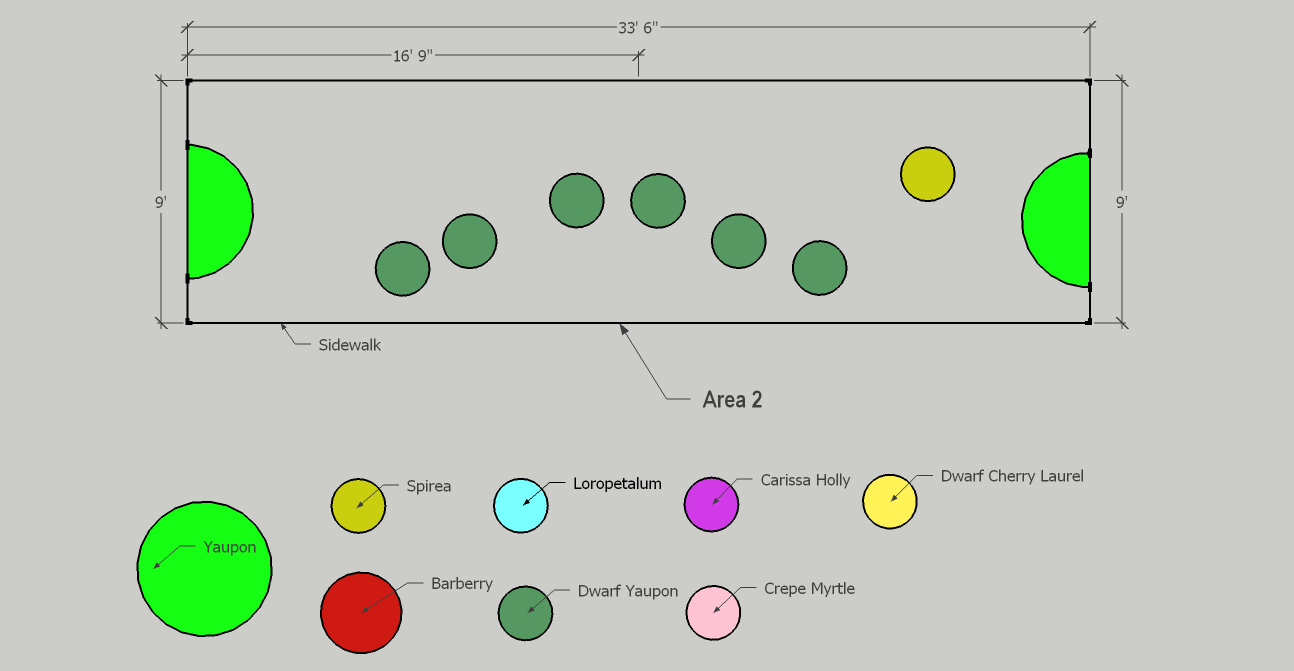 33' 6"
16' 9"
9'
9'
Sidewalk
Area 2
Spirea
Loropetalum
Carissa Holly
Dwarf Cherry Laurel
Yaupon
Barberry
Dwarf Yaupon
Crepe Myrtle